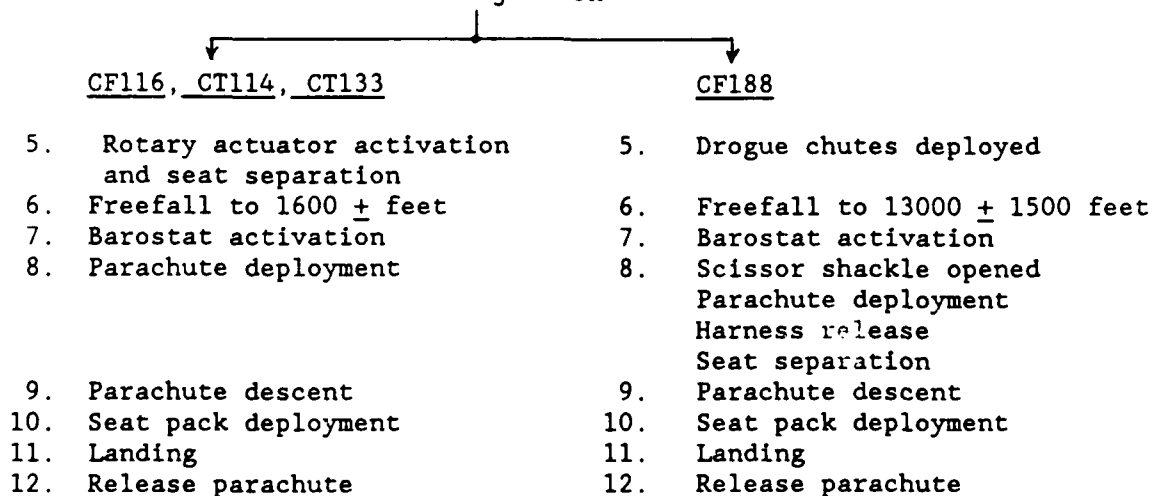 CF116, CT114, CT133
5. Rotary actuator activation
and seat separation
6. Freefall to 1600 ± feet
7. Barostat activation
8. Parachute deployment
9. Parachute descent
10. Seat pack deployment
11. Landing
12. Release parachute
CF188
5. Drogue chutes deployed
6. Freefall to 13000 ± 1500 feet
7. Barostat activation
8. Scissor shackle opened
Parachute deployment
Harness release
Seat separation
9. Parachute descent
10. Seat pack deployment
11. Landing
12. Release parachute